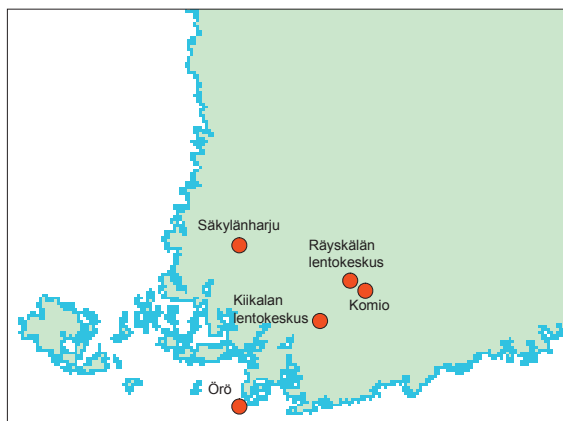 Säkylänharju
Räyskälän
lentokeskus
Komio
Kiikalan
lentokeskus
Örö